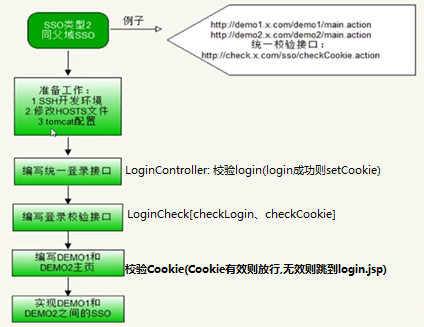 SSO类型2
同父域SSO
例子
http://demo1.x.com/demo1/main.action
http://demo2.x.com/demo2/main.action
统一校验接口：
http://check.x.com/sso/checkCookie.action
准备工作：
1.SSH开发环境
2.修改HOSTS文件
3.tomcat配置
编写统一登录接口
LoginController: 校验login(login成功则setCookie)
编写登录校验接口
LoginCheck[checkLogin、checkCookie]
编写DEMO1和
DEMO2主页
校验Cookie(Cookie有效则放行,无效则跳到login.jsp)
实现DEMO1和
DEMO2之间的SSO